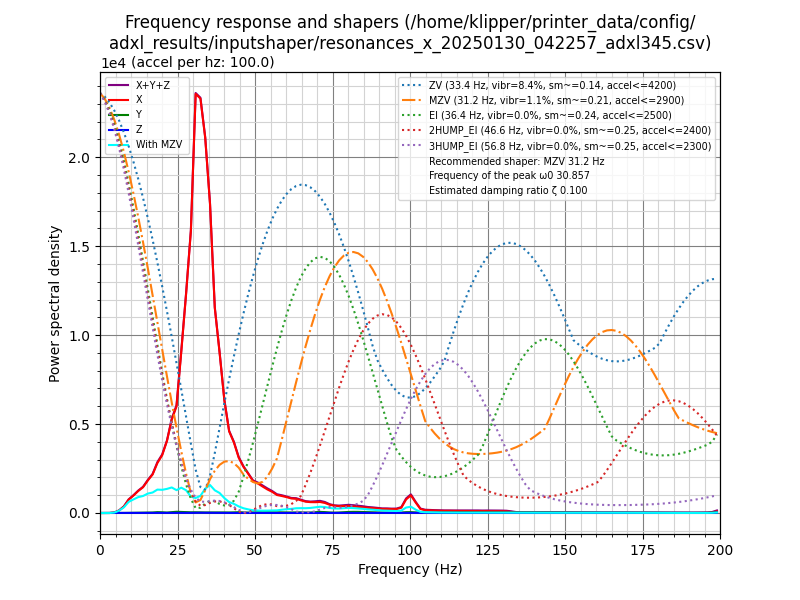 Frequency response and shapers (/home/klipper/printer_data/config/
adxl_results/inputshaper/resonances_x_20250130_042257_adxl345.csv)
1e4 (accel per hz: 100.0)
X+Y+Z
X
Y
Z
With MZV
ZV (33.4 Hz, vibr=8.4%, sm~=0.14, accel<=4200)
MZV (31.2 Hz, vibr=1.1%, sm~=0.21, accel<=2900)
EI (36.4 Hz, vibr=0.0%, sm~=0.24, accel<=2500)
2HUMP_EI (46.6 Hz, vibr=0.0%, sm~=0.25, accel<=2400)
3HUMP_EI (56.8 Hz, vibr=0.0%, sm~=0.25, accel<=2300)
Recommended shaper: MZV 31.2 Hz
Frequency of the peak ω0 30.857
Estimated damping ratio ζ 0.100
Power spectral density
2.0
1.5
1.0
0.5
0.0
0 25 50 75 100 125 150 175 200
Frequency (Hz)